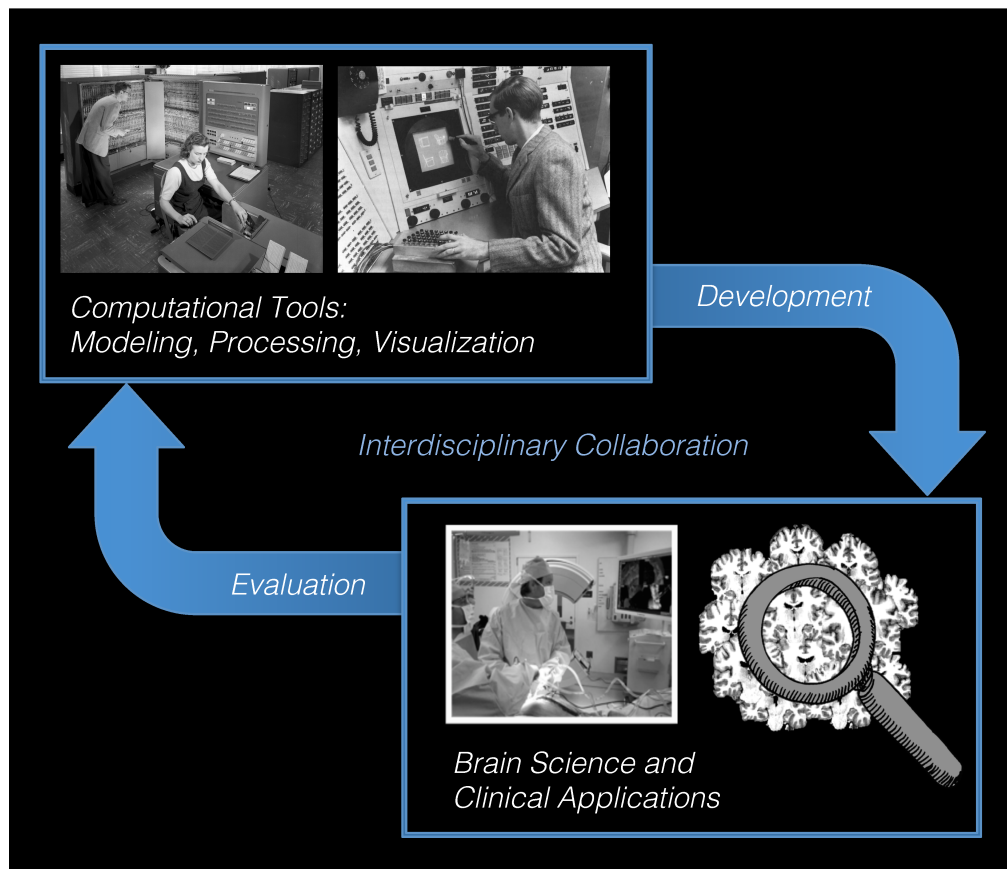 Computational Tools:
Modeling, Processing, Visualization
Development
Interdisciplinary Collaboration
Evaluation
Brain Science and
Clinical Applications